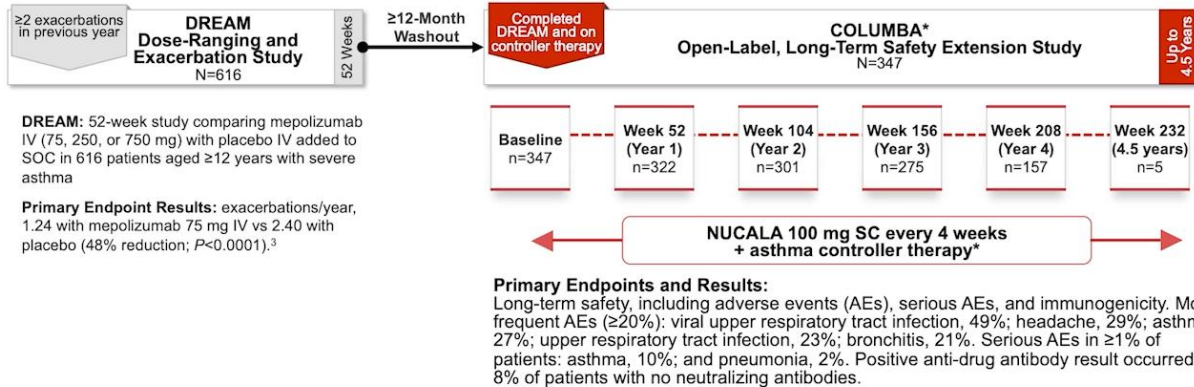 ≥2 exacerbations
in previous year
DREAM
Dose-Ranging and
Exacerbation Study
N=616
52 Weeks
≥12-Month
Washout
Completed
DREAM and on
controller therapy
COLUMBA*
Open-Label, Long-Term Safety Extension Study
N=347
Up to
4.5 Years
DREAM: 52-week study comparing mepolizumab
IV (75, 250, or 750 mg) with placebo IV added to
SOC in 616 patients aged ≥12 years with severe
asthma
Primary Endpoint Results: exacerbations/year,
1.24 with mepolizumab 75 mg IV vs 2.40 with
placebo (48% reduction; P<0.0001).3
Baseline
n=347
Week 52
(Year 1)
n=322
Week 104
(Year 2)
n=301
Week 156
(Year 3)
n=275
Week 208
(Year 4)
n=157
Week 232
(4.5 years)
n=5
NUCALA 100 mg SC every 4 weeks
+ asthma controller therapy*
Primary Endpoints and Results:
Long-term safety, including adverse events (AEs), serious AEs, and immunogenicity.
frequent AEs (≥20%): viral upper respiratory tract infection, 49%; headache, 29%;
27%; upper respiratory tract infection, 23%; bronchitis, 21%. Serious AEs in ≥1% of
patients: asthma, 10%; and pneumonia, 2%. Positive anti-drug antibody result occurred
8% of patients with no neutralizing antibodies.